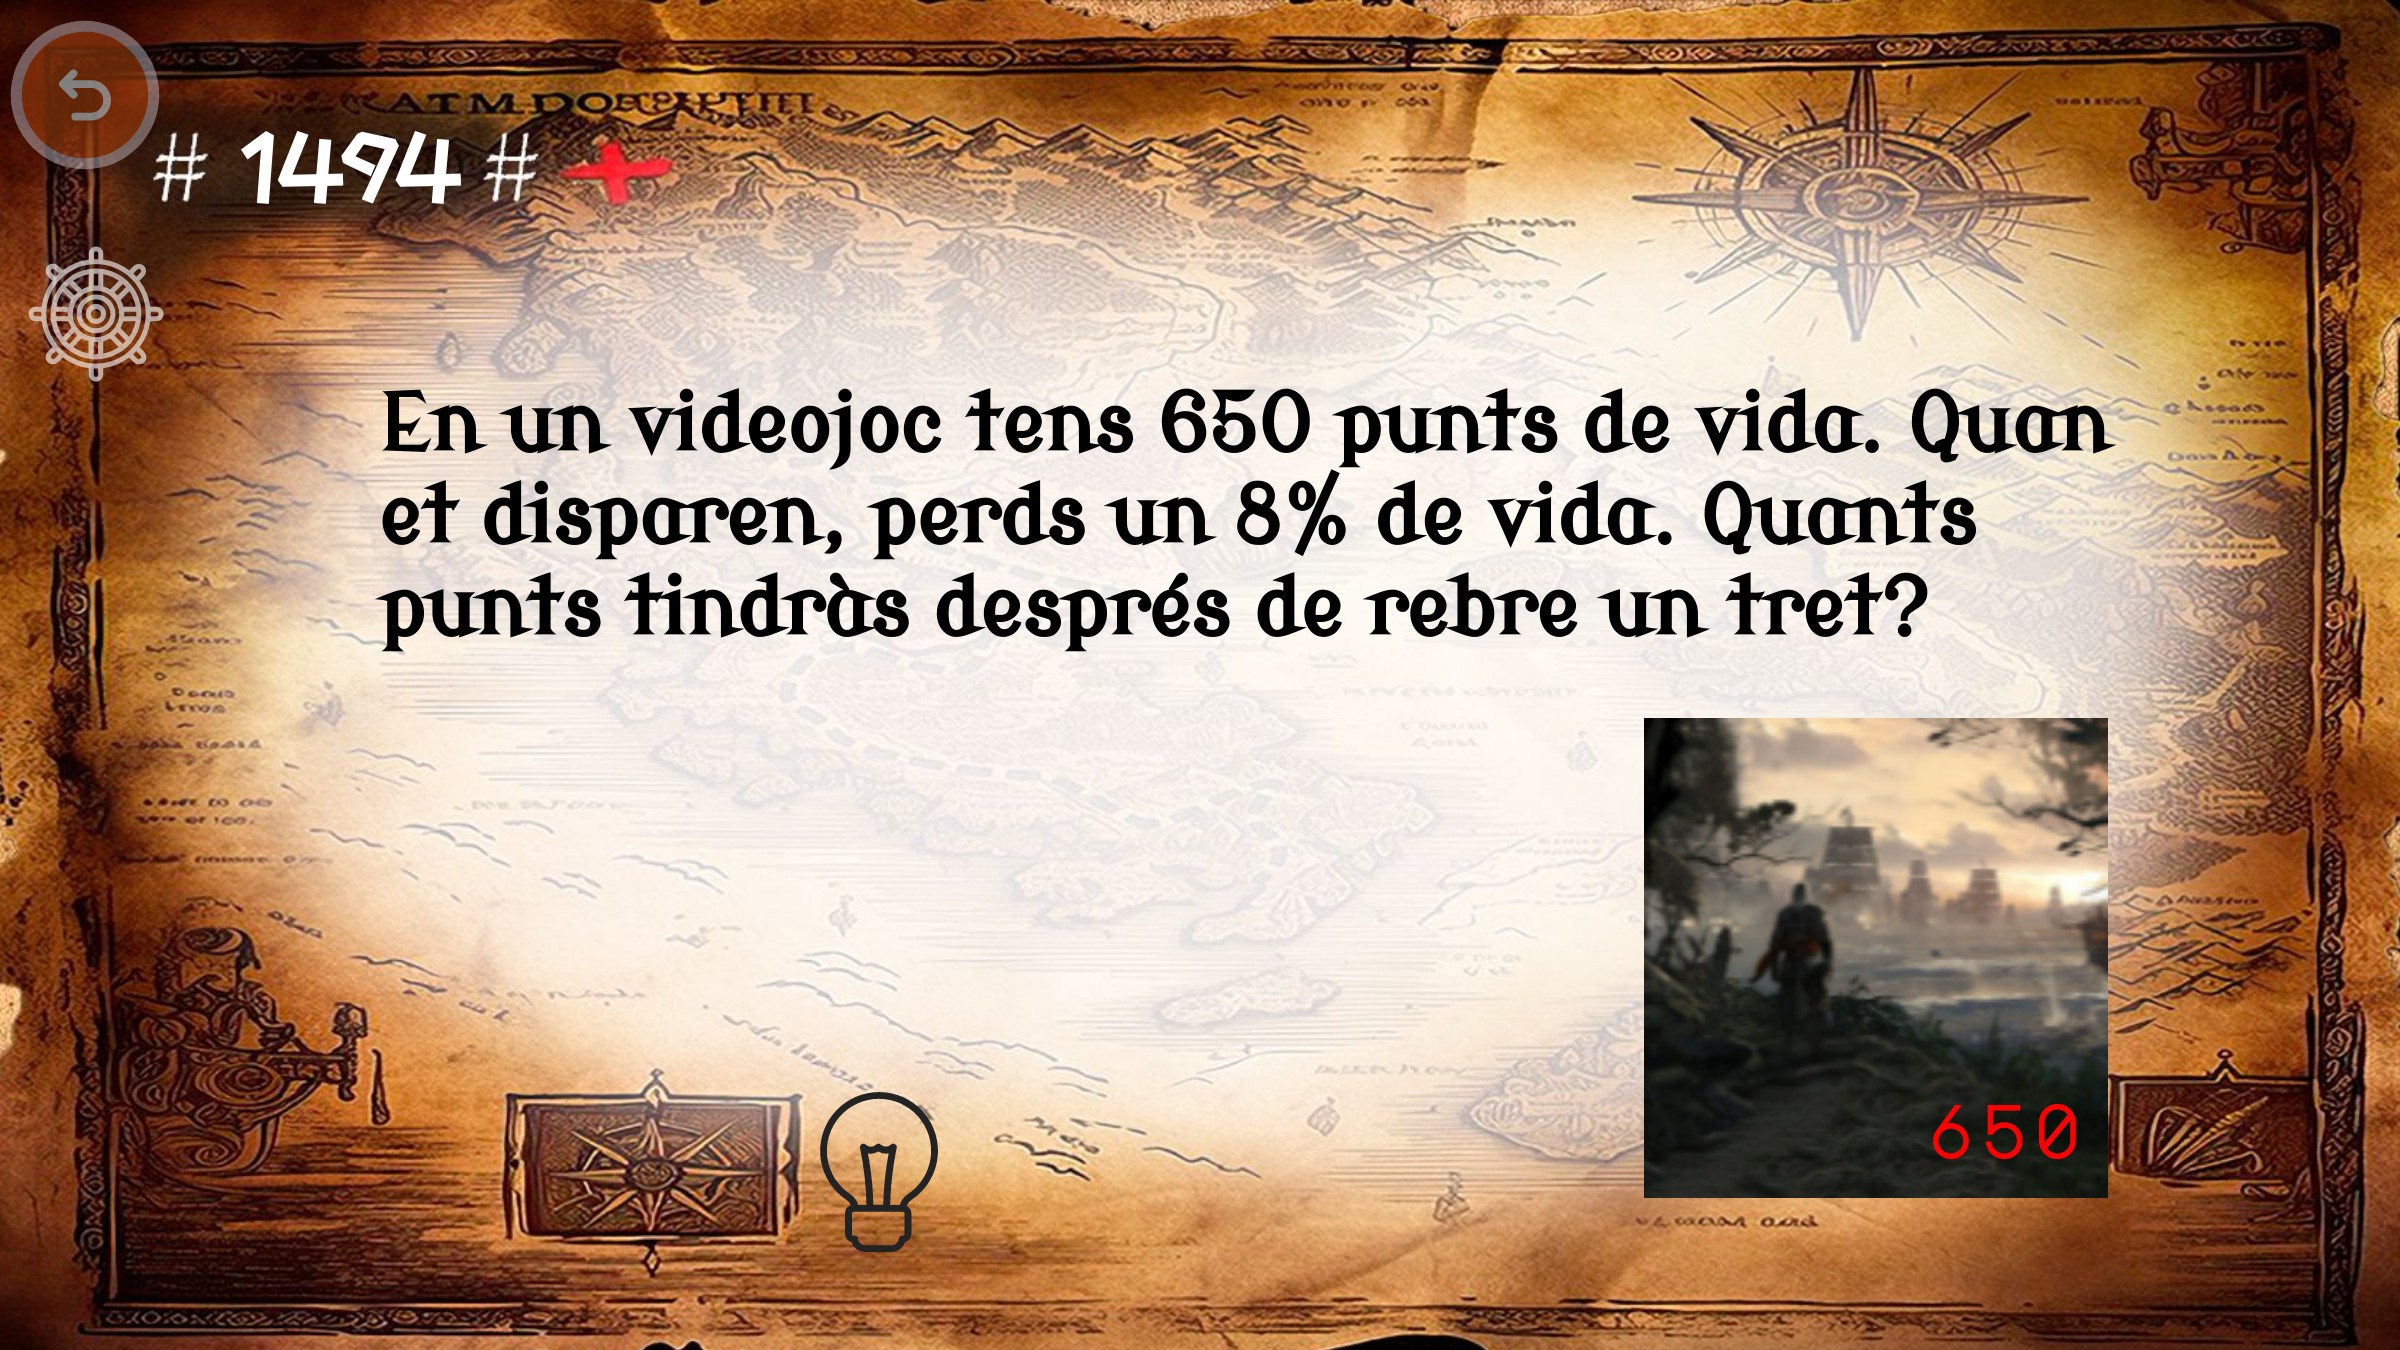 # 1494 #
En un videojoc tens 650 punts de vida. Quan
et disparen, perds un 8% de vida. Quants
punts tindràs després de rebre un tret?
650